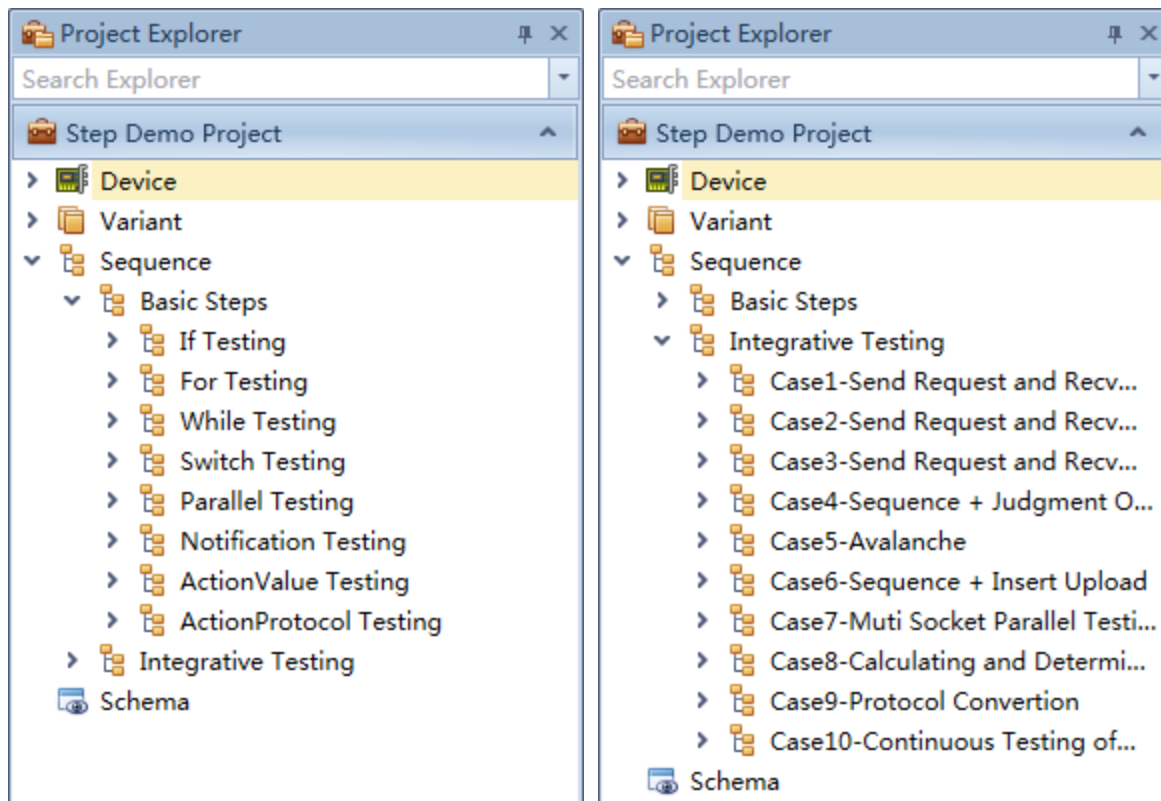 Project Explorer
Search Explorer
Step Demo Project
Device
Variant
Sequence
Basic Steps
If Testing
For Testing
While Testing
Switch Testing
Parallel Testing
Notification Testing
ActionValue Testing
ActionProtocol Testing
Integrative Testing
Schema
Project Explorer
Search Explorer
Step Demo Project
Device
Variant
Sequence
Basic Steps
Integrative Testing
Case1-Send Request and Recv...
Case2-Send Request and Recv...
Case3-Send Request and Recv...
Case4-Sequence + Judgment O...
Case5-Avalanche
Case6-Sequence + Insert Upload
Case7-Muti Socket Parallel Testi...
Case8-Calculating and Determi...
Case9-Protocol Convertion
Case10-Continuous Testing of...
Schema